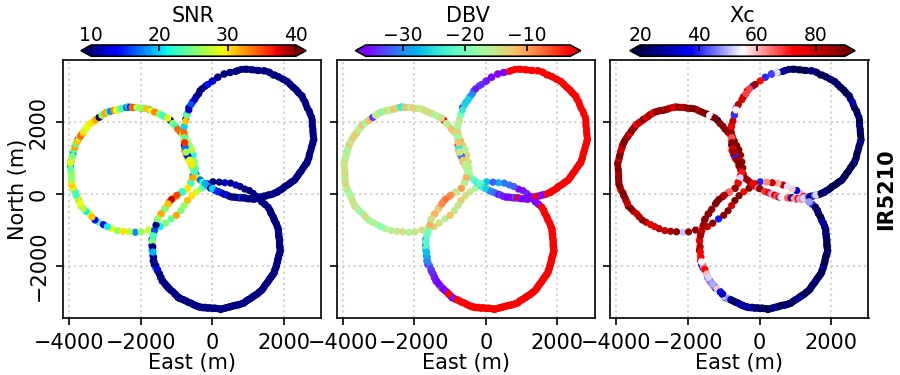 SNR DBV Xc
10 20 30 40 −30 −20 −10 20 40 60 80
North (m)
2000
0
−2000
IR5210
−4000 −2000 0 2000 −4000 −2000 0 2000 −4000 −2000 0 2000
East (m) East (m) East (m)